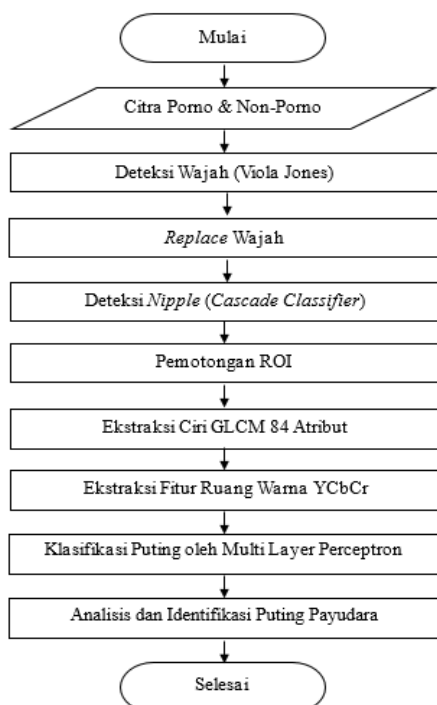 Mulai
Citra Porno & Non-Porno
Deteksi Wajah (Viola Jones)
Replace Wajah
Deteksi Nipple (Cascade Classifier)
Pemotongan ROI
Ekstraksi Ciri GLCM 84 Atribut
Ekstraksi Fitur Ruang Warna YCbCr
Klasifikasi Puting oleh Multi Layer Perceptron
Analisis dan Identifikasi Puting Payudara
Selesai